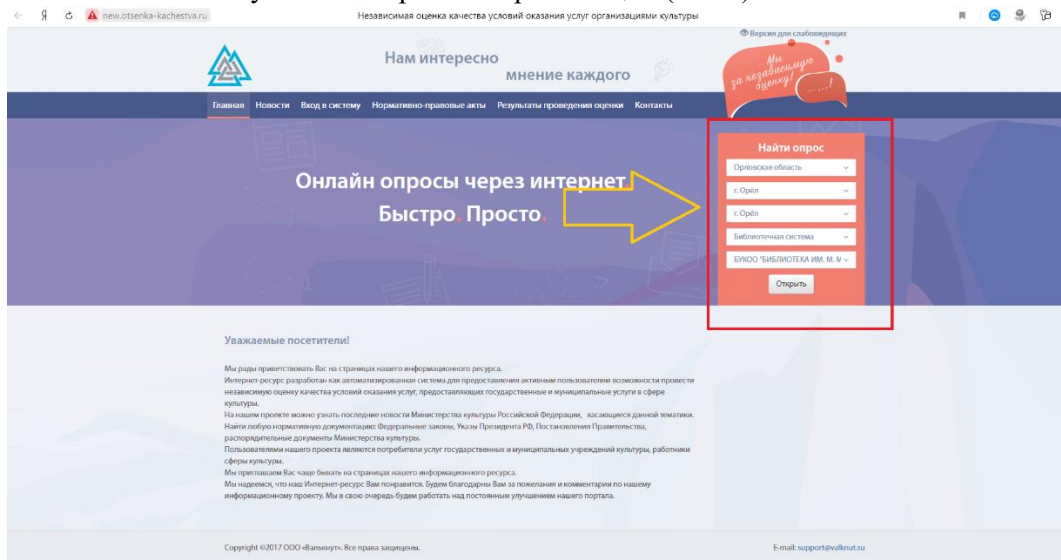 new.otsenka-kachestva.ru
Независимая оценка качества условий оказания услуг организациями культуры
Версия для слабовидящих
Нам интересно
мнение каждого
Мы
за независимую
оценку!
Главная Новости Вход в систему Нормативно-правовые акты Результаты проведения оценки Контакты
Найти опрос
Орловская область
г. Орёл
г. Орёл
Библиотечная система
БУКОО "БИБЛИОТЕКА ИМ. М. М
Открыть
Онлайн опросы через интернет.
Быстро. Просто.
Уважаемые посетители!
Мы рады приветствовать Вас на страницах нашего информационного ресурса.
Интернет-ресурс разработан как автоматизированная система для предоставления активным пользователям возможности провести
независимую оценку качества условий оказания услуг, предоставляющих государственные и муниципальные услуги в сфере
культуры.
На нашем проекте можно узнать последние новости Министерства культуры Российской Федерации, касающиеся данной тематики.
Найти любую нормативную документацию: Федеральные законы, Указы Президента РФ, Постановления Правительства,
распорядительные документы Министерства культуры.
Пользователями нашего проекта являются потребители услуг государственных и муниципальных учреждений культуры, работники
сферы культуры.
Мы приглашаем Вас чаще бывать на страницах нашего информационного ресурса.
Мы надеемся, что наш Интернет-ресурс Вам понравится. Будем благодарны Вам за пожелания и комментарии по нашему
информационному проекту. Мы в свою очередь будем работать над постоянным улучшением нашего портала.
Copyright ©2017 ООО «Валькнут». Все права защищены.
E-mail: support@valknut.su